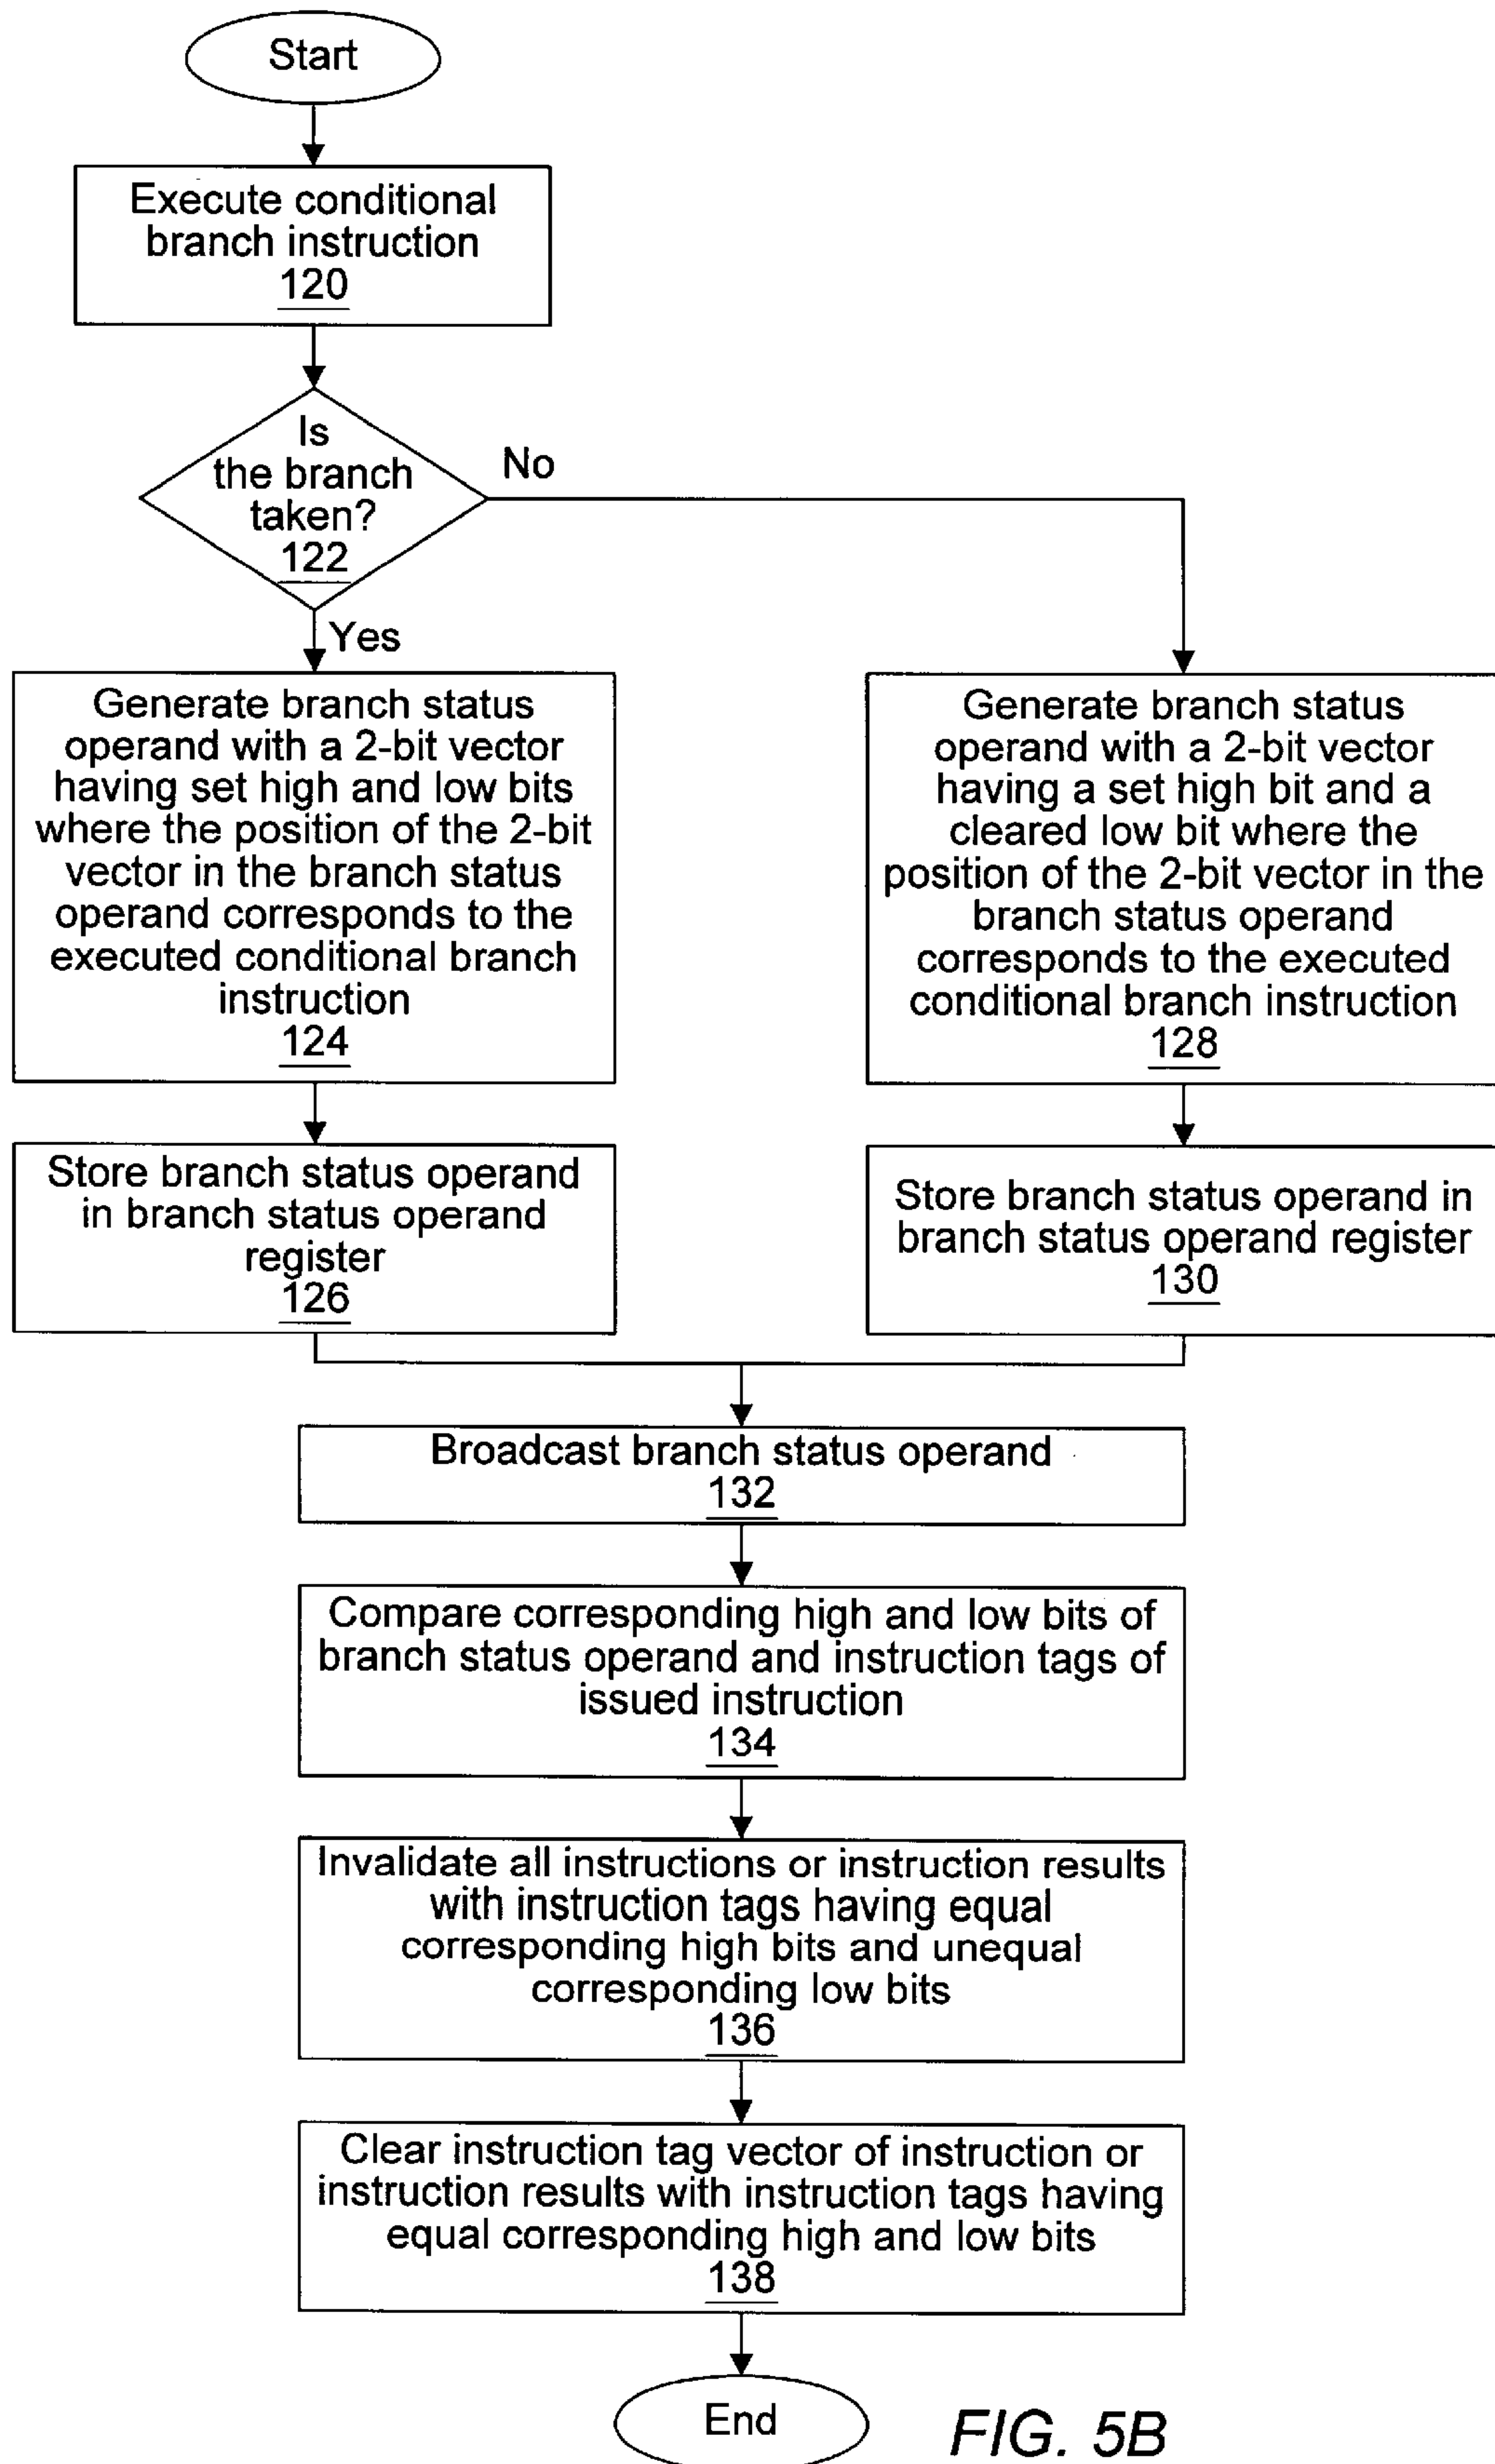 Start
Execute conditional
branch instruction
120
Is
the branch
taken?
122
No
Yes
Generate branch status
operand with a 2-bit vector
having set high and low bits
where the position of the 2-bit
vector in the branch status
operand corresponds to the
executed conditional branch
instruction
124
Generate branch status
operand with a 2-bit vector
having a set high bit and a
cleared low bit where the
position of the 2-bit vector in the
branch status operand
corresponds to the executed
conditional branch instruction
128
Store branch status operand
in branch status operand
register
126
Store branch status operand in
branch status operand register
130
Broadcast branch status operand
132
Compare corresponding high and low bits of
branch status operand and instruction tags of
issued instruction
134
Invalidate all instructions or instruction results
with instruction tags having equal
corresponding high bits and unequal
corresponding low bits
136
Clear instruction tag vector of instruction or
instruction results with instruction tags having
equal corresponding high and low bits
138
End
FIG. 5B